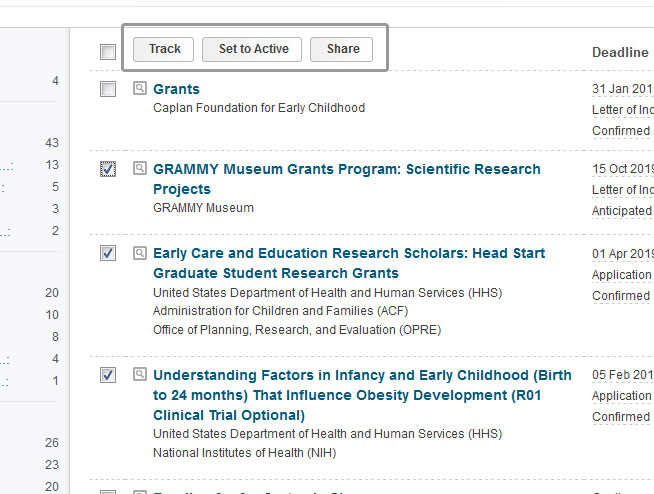 Track Set to Active Share
Deadline
4
43
...: 13
: 5
3
..: 2
20
10
8
..: 4
..: 1
26
23
20
Grants
Caplan Foundation for Early Childhood
31 Jan 201
Letter of Inq
Confirmed
GRAMMY Museum Grants Program: Scientific Research
Projects
GRAMMY Museum
15 Oct 2019
Letter of Inq
Anticipated
Early Care and Education Research Scholars: Head Start
Graduate Student Research Grants
United States Department of Health and Human Services (HHS)
Administration for Children and Families (ACF)
Office of Planning, Research, and Evaluation (OPRE)
01 Apr 2019
Application
Confirmed
Understanding Factors in Infancy and Early Childhood (Birth
to 24 months) That Influence Obesity Development (R01
Clinical Trial Optional)
United States Department of Health and Human Services (HHS)
National Institutes of Health (NIH)
05 Feb 201
Application
Confirmed